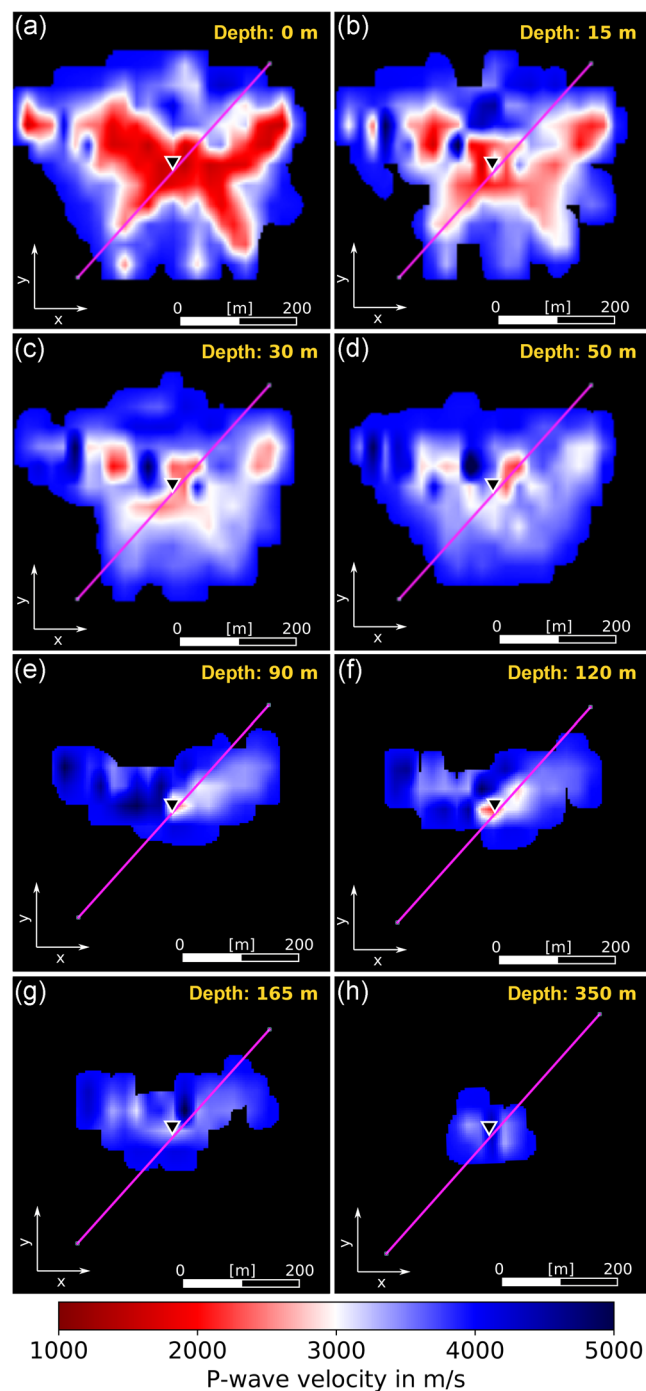 (a) Depth: 0 m
y
x
0 [m] 200
(b) Depth: 15 m
y
x
0 [m] 200
(c) Depth: 30 m
y
x
0 [m] 200
(d) Depth: 50 m
y
x
0 [m] 200
(e) Depth: 90 m
y
x
0 [m] 200
(f) Depth: 120 m
y
x
0 [m] 200
(g) Depth: 165 m
y
x
0 [m] 200
(h) Depth: 350 m
y
x
0 [m] 200
1000 2000 3000 4000 5000
P-wave velocity in m/s